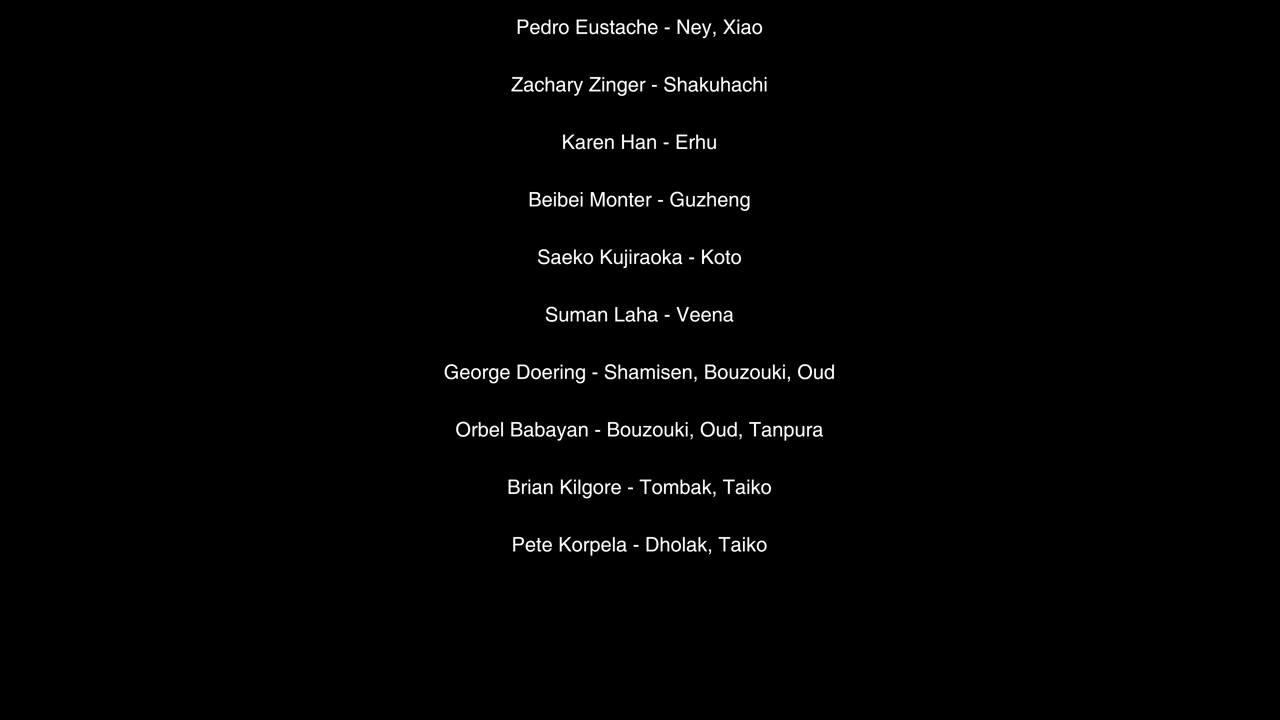 Pedro Eustache - Ney, Xiao
Zachary Zinger - Shakuhachi
Karen Han - Erhu
Beibei Monter - Guzheng
Saeko Kujiraoka - Koto
Suman Laha - Veena
George Doering - Shamisen, Bouzouki, Oud
Orbel Babayan - Bouzouki, Oud, Tanpura
Brian Kilgore - Tombak, Taiko
Pete Korpela - Dholak, Taiko